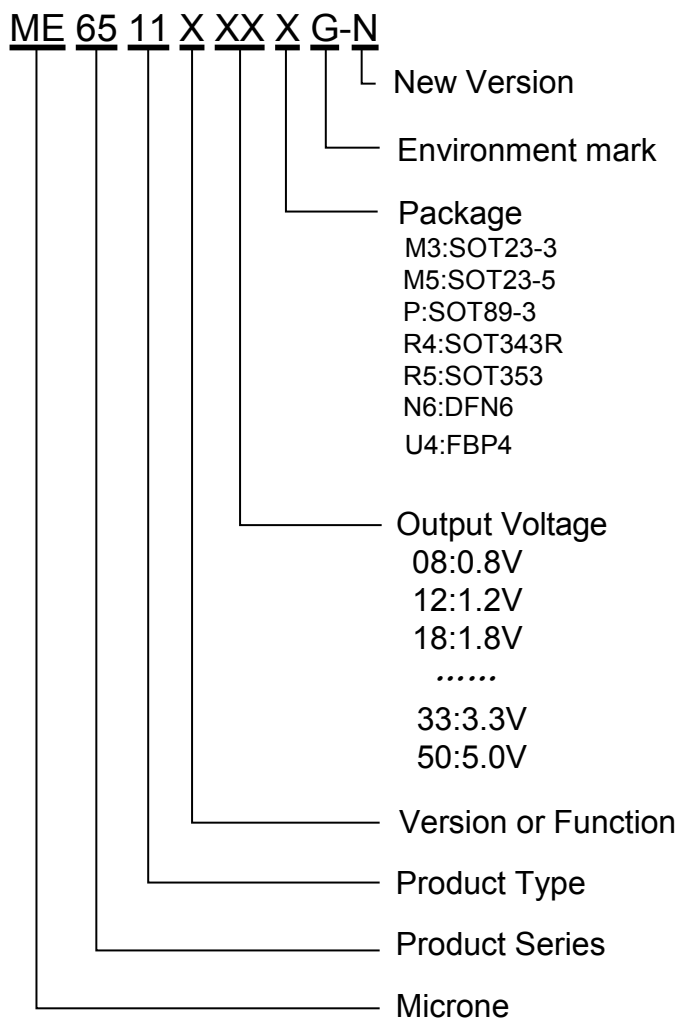 ME 65 11 X XX X G-N
New Version
Environment mark
Package
M3:SOT23-3
M5:SOT23-5
P:SOT89-3
R4:SOT343R
R5:SOT353
N6:DFN6
U4:FBP4
Output Voltage
08:0.8V
12:1.2V
18:1.8V
……
33:3.3V
50:5.0V
Version or Function
Product Type
Product Series
Microne